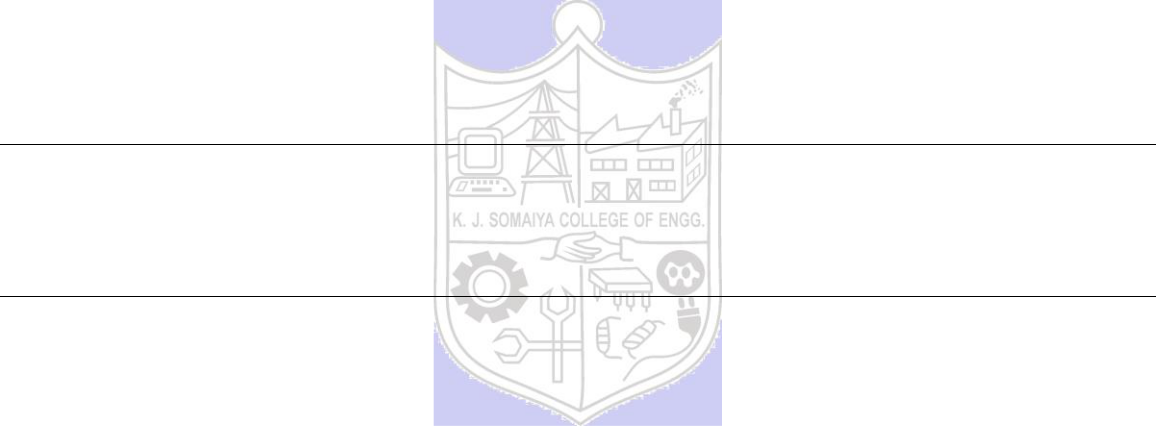 K. J. SOMAIYA COLLEGE OF ENGG.